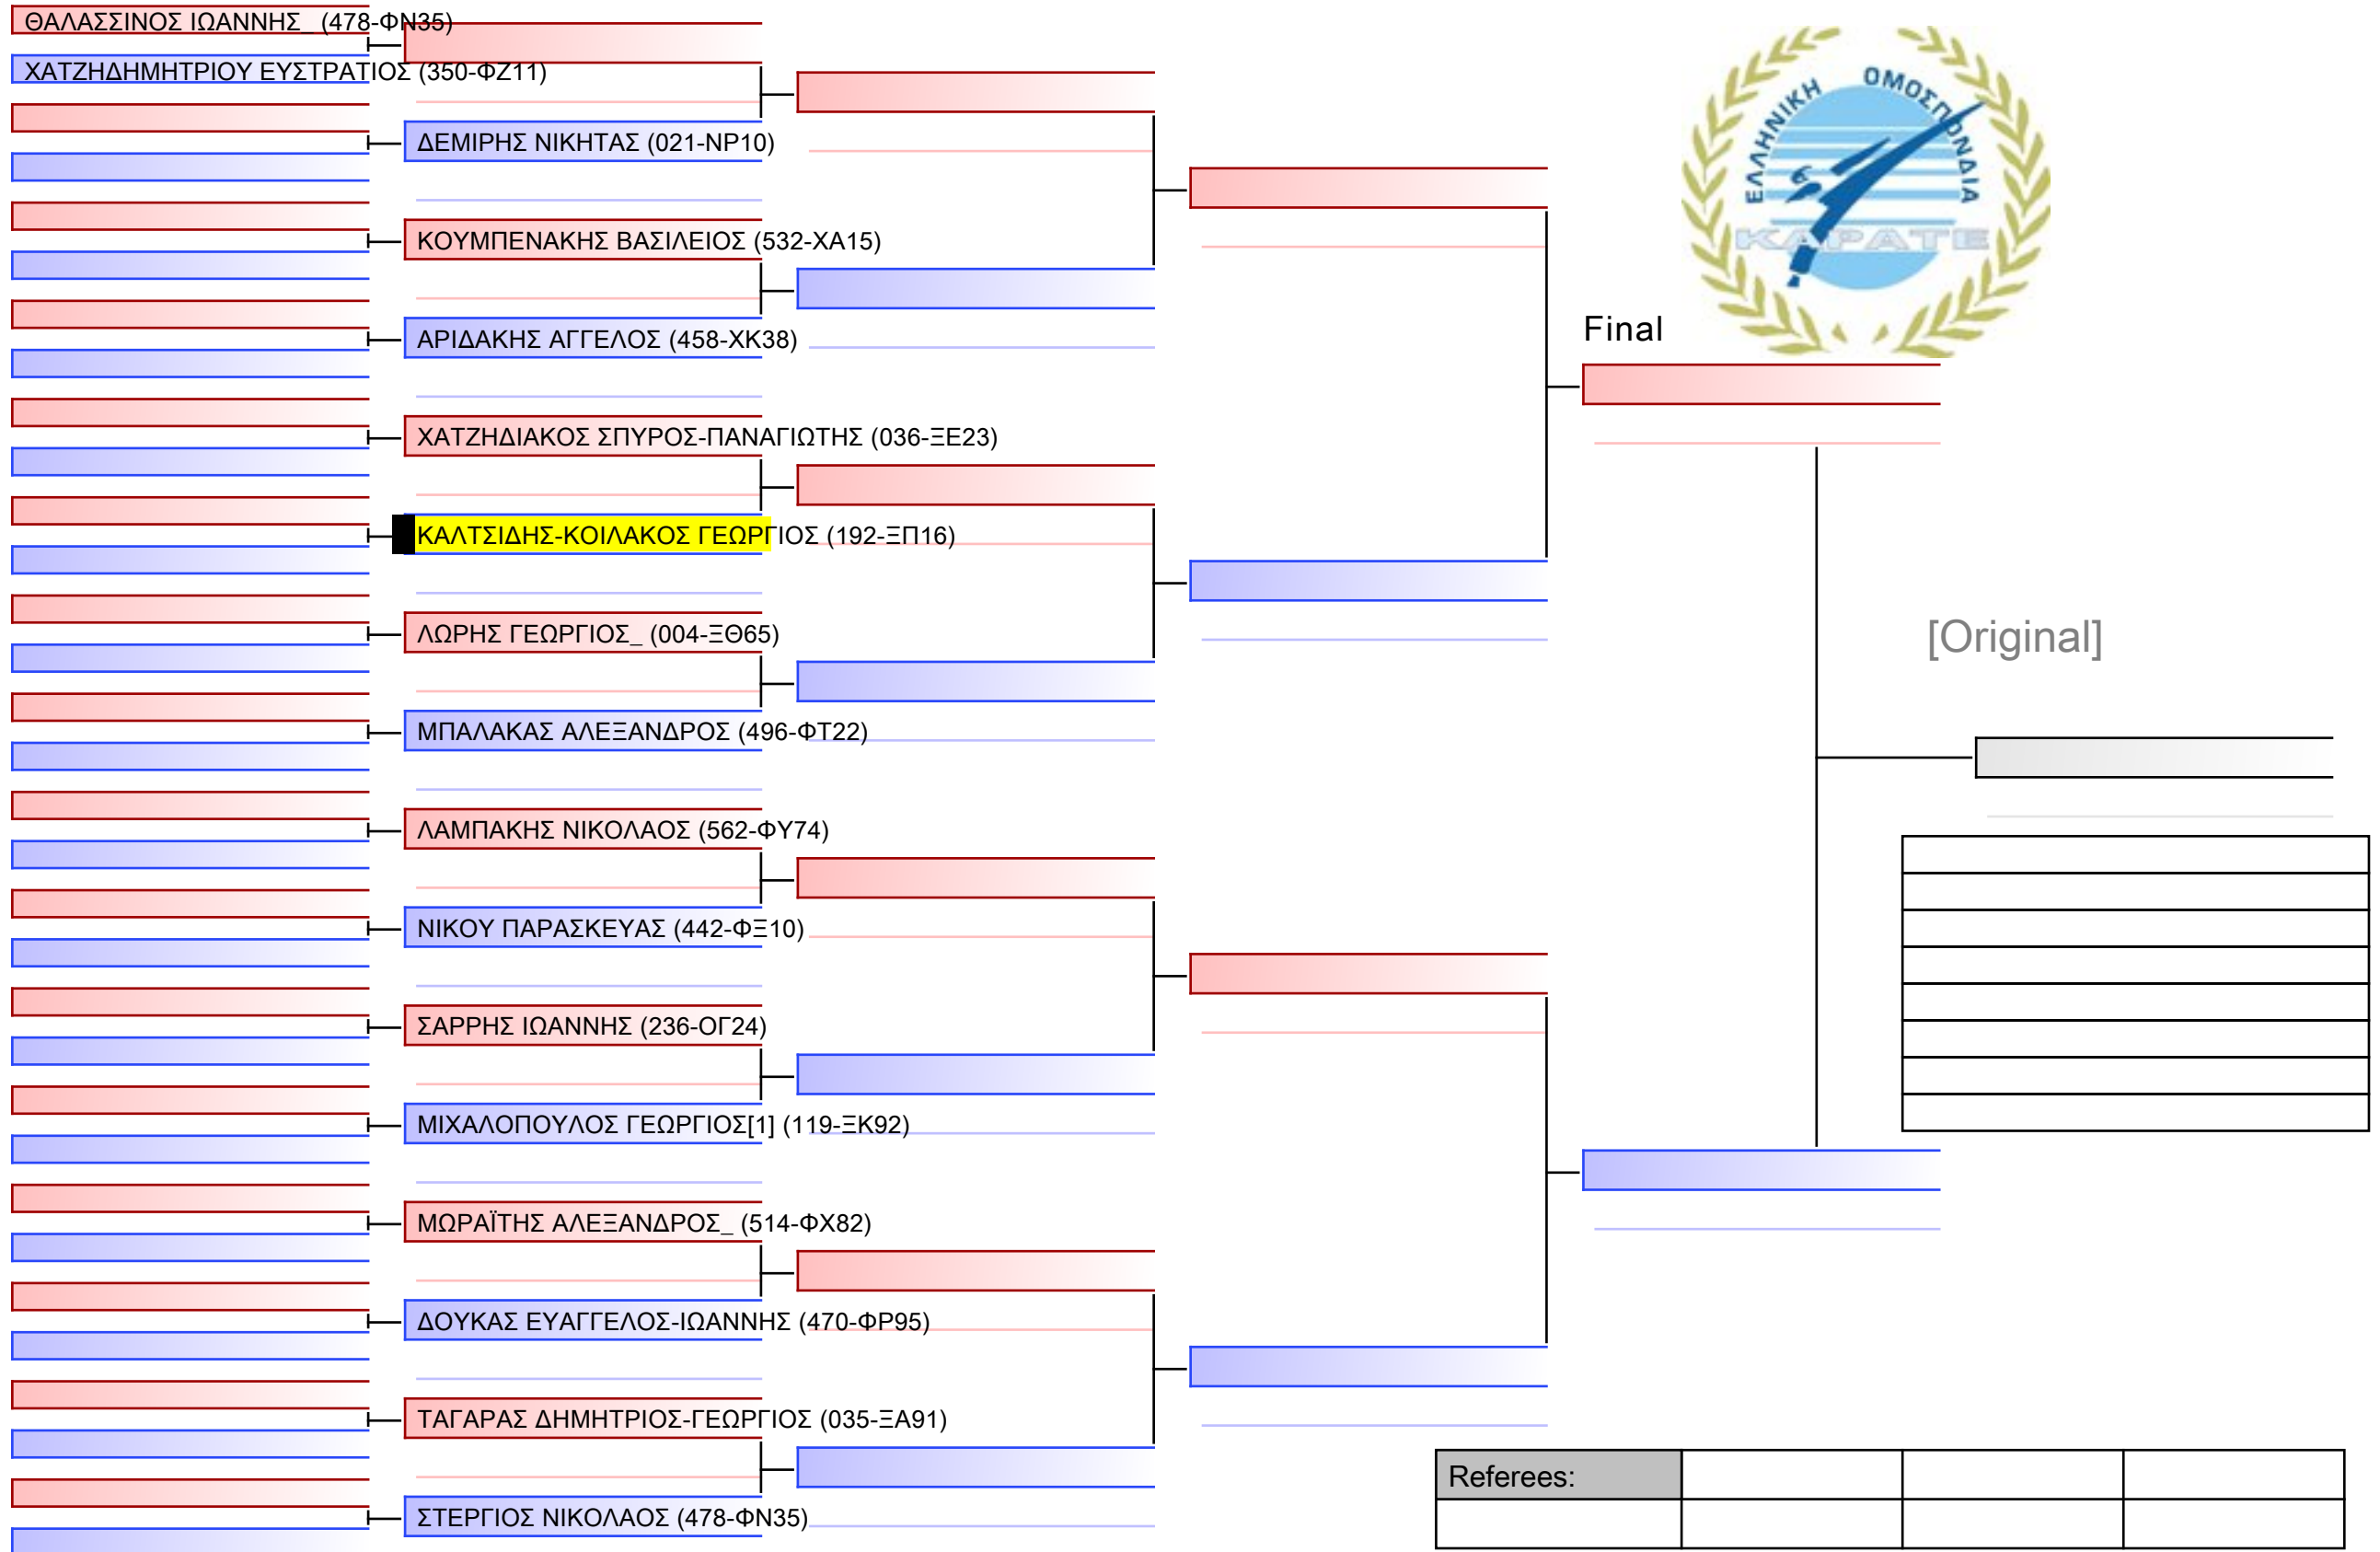 ΘΑΛΑΣΣΙΝΟΣ ΙΩΑΝΝΗΣ_ (478-ΦΝ35)
ΧΑΤΖΗΔΗΜΗΤΡΙΟΥ ΕΥΣΤΡΑΤΙΟΣ (350-ΦΖ11)
ΔΕΜΙΡΗΣ ΝΙΚΗΤΑΣ (021-ΝΡ10)
ΚΟΥΜΠΕΝΑΚΗΣ ΒΑΣΙΛΕΙΟΣ (532-ΧΑ15)
ΑΡΙΔΑΚΗΣ ΑΓΓΕΛΟΣ (458-ΧΚ38)
ΧΑΤΖΗΔΙΑΚΟΣ ΣΠΥΡΟΣ-ΠΑΝΑΓΙΩΤΗΣ (036-ΞΕ23)
ΚΑΛΤΣΙΔΗΣ-ΚΟΙΛΑΚΟΣ ΓΕΩΡΓΙΟΣ (192-ΞΠ16)
ΛΩΡΗΣ ΓΕΩΡΓΙΟΣ_ (004-ΞΘ65)
ΜΠΑΛΑΚΑΣ ΑΛΕΞΑΝΔΡΟΣ (496-ΦΤ22)
ΛΑΜΠΑΚΗΣ ΝΙΚΟΛΑΟΣ (562-ΦΥ74)
ΝΙΚΟΥ ΠΑΡΑΣΚΕΥΑΣ (442-ΦΞ10)
ΣΑΡΡΗΣ ΙΩΑΝΝΗΣ (236-ΟΓ24)
ΜΙΧΑΛΟΠΟΥΛΟΣ ΓΕΩΡΓΙΟΣ[1] (119-ΞΚ92)
ΜΩΡΑΪΤΗΣ ΑΛΕΞΑΝΔΡΟΣ_ (514-ΦΧ82)
ΔΟΥΚΑΣ ΕΥΑΓΓΕΛΟΣ-ΙΩΑΝΝΗΣ (470-ΦΡ95)
ΤΑΓΑΡΑΣ ΔΗΜΗΤΡΙΟΣ-ΓΕΩΡΓΙΟΣ (035-ΞΑ91)
ΣΤΕΡΓΙΟΣ ΝΙΚΟΛΑΟΣ (478-ΦΝ35)
ΕΛΛΗΝΙΚΗ ΟΜΟΣΠΟΝΔΙΑ
ΚΑΡΑΤΕ
Final
[Original]
Referees: